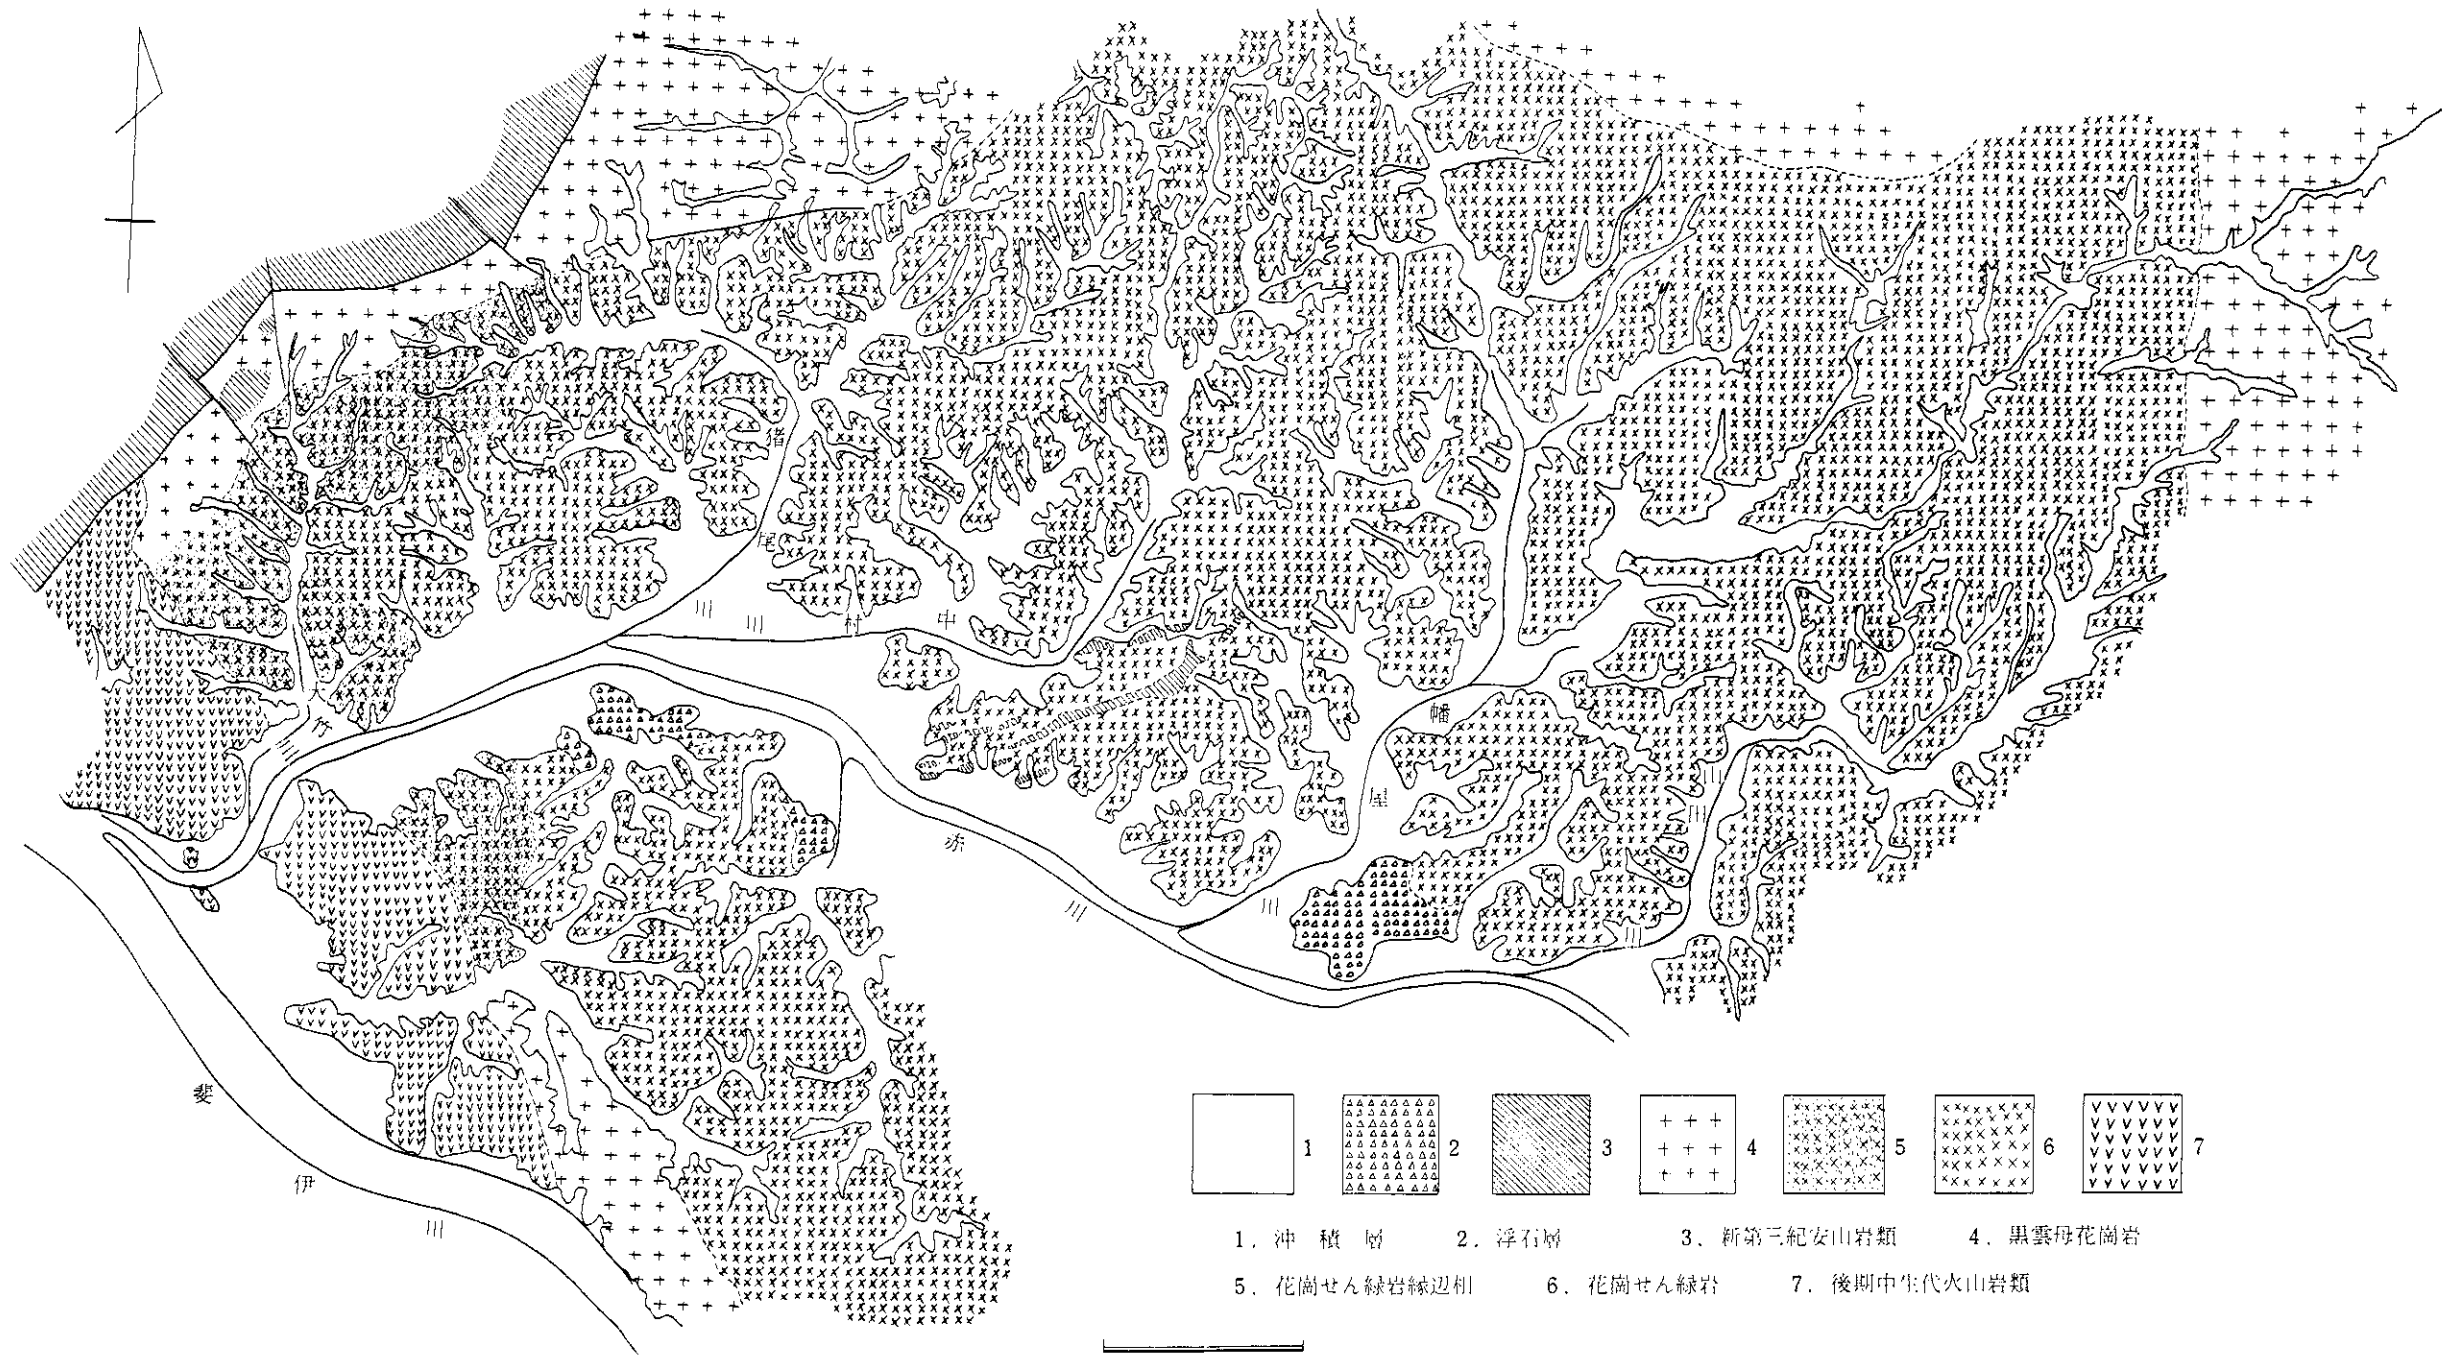 猪
尾
川
川
村
中
大
行
川
幡
屋
川
赤
川
川
川
川
斐
伊
川
1
2
3
4
5
6
7
1. 沖積層 2. 浮石層 3. 新第三紀安山岩類 4. 黒雲母花崗岩
5. 花崗せん緑岩縁辺相 6. 花崗せん緑岩 7. 後期中生代火山岩類